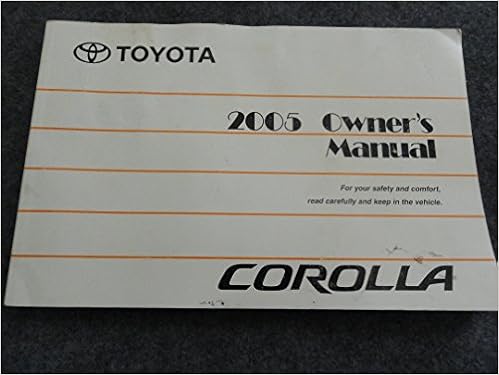 TOYOTA
2005 Owner's
Manual
For your safety and comfort,
read carefully and keep in the vehicle.
COROLLA